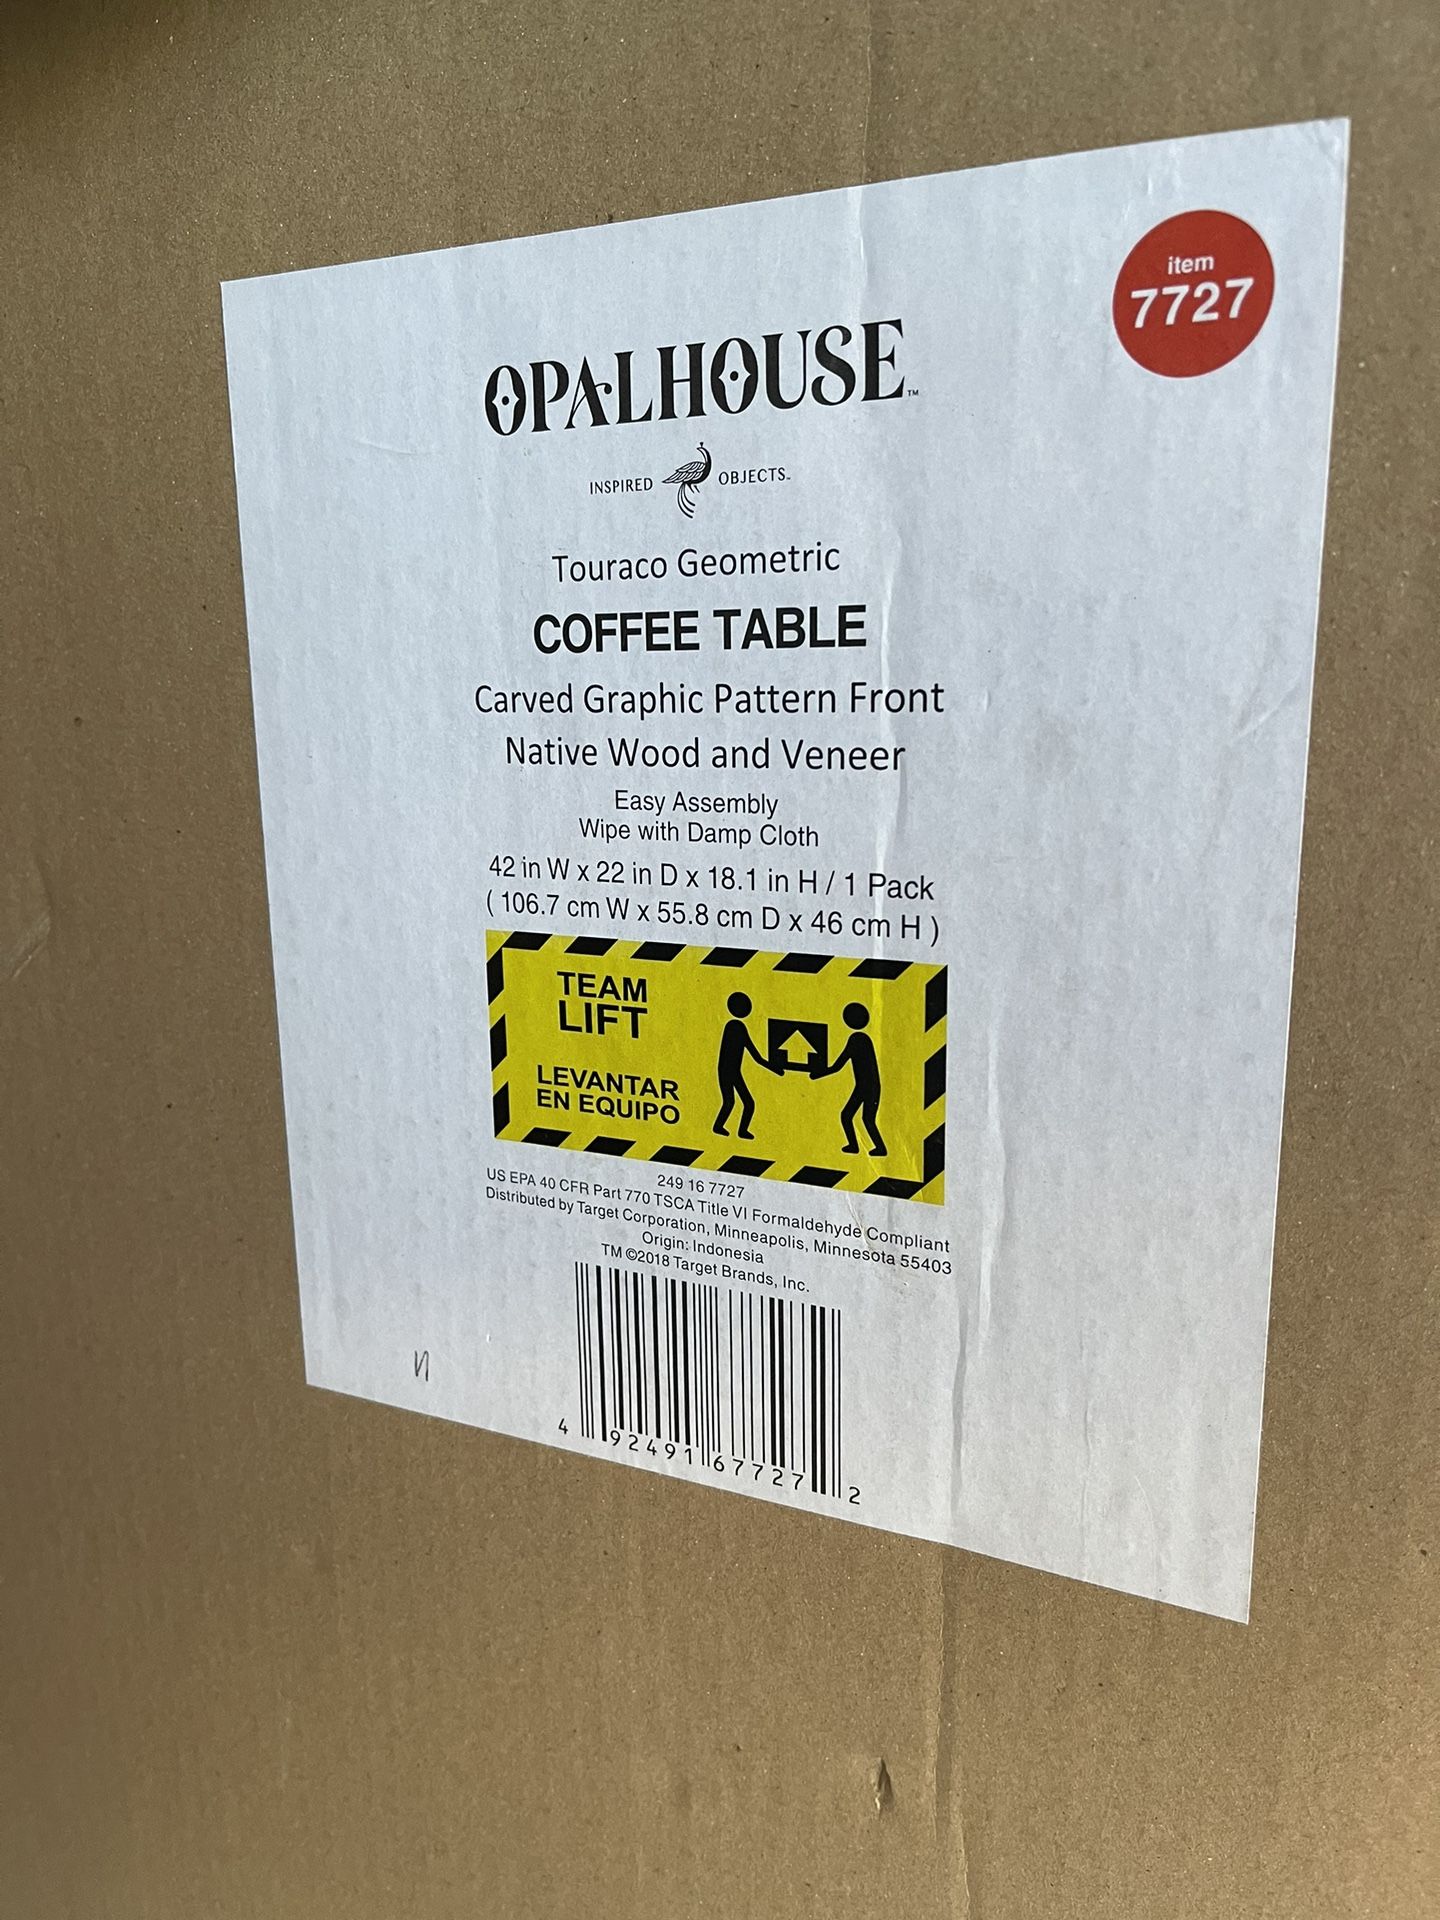 item
7727
OPALHOUSE™
INSPIRED OBJECTS™
Touraco Geometric
COFFEE TABLE
Carved Graphic Pattern Front
Native Wood and Veneer
Easy Assembly
Wipe with Damp Cloth
42 in W x 22 in D x 18.1 in H / 1 Pack
( 106.7 cm W x 55.8 cm D x 46 cm H )
TEAM
LIFT
LEVANTAR
EN EQUIPO
249 16 7727
US EPA 40 CFR Part 770 TSCA Title VI Formaldehyde Compliant
Distributed by Target Corporation, Minneapolis, Minnesota 55403
Origin: Indonesia
TM ©2018 Target Brands, Inc.
4 92491 67727 2